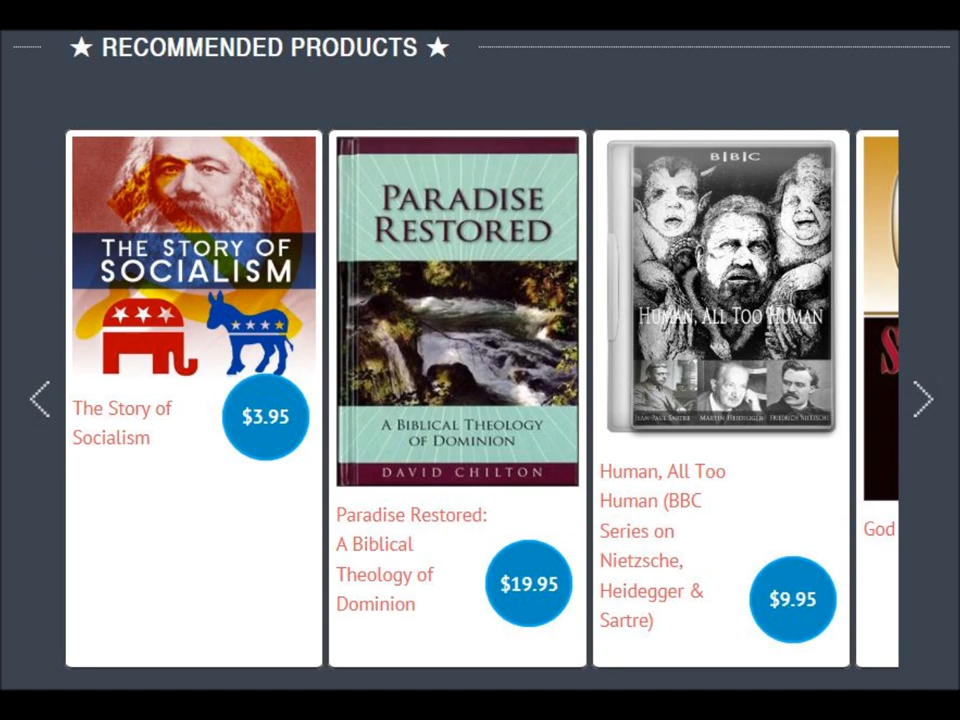 ★ RECOMMENDED PRODUCTS ★
THE STORY OF
SOCIALISM
The Story of
Socialism
$3.95
PARADISE
RESTORED
A BIBLICAL THEOLOGY
OF DOMINION
DAVID CHILTON
Paradise Restored:
A Biblical
Theology of
Dominion
$19.95
BBC
HUMAN, ALL TOO HUMAN
JEAN-PAUL SARTRE MARTIN HEIDEGGER FRIEDRICH NIETZSCHE
Human, All Too
Human (BBC
Series on
Nietzsche,
Heidegger &
Sartre)
$9.95
S
God